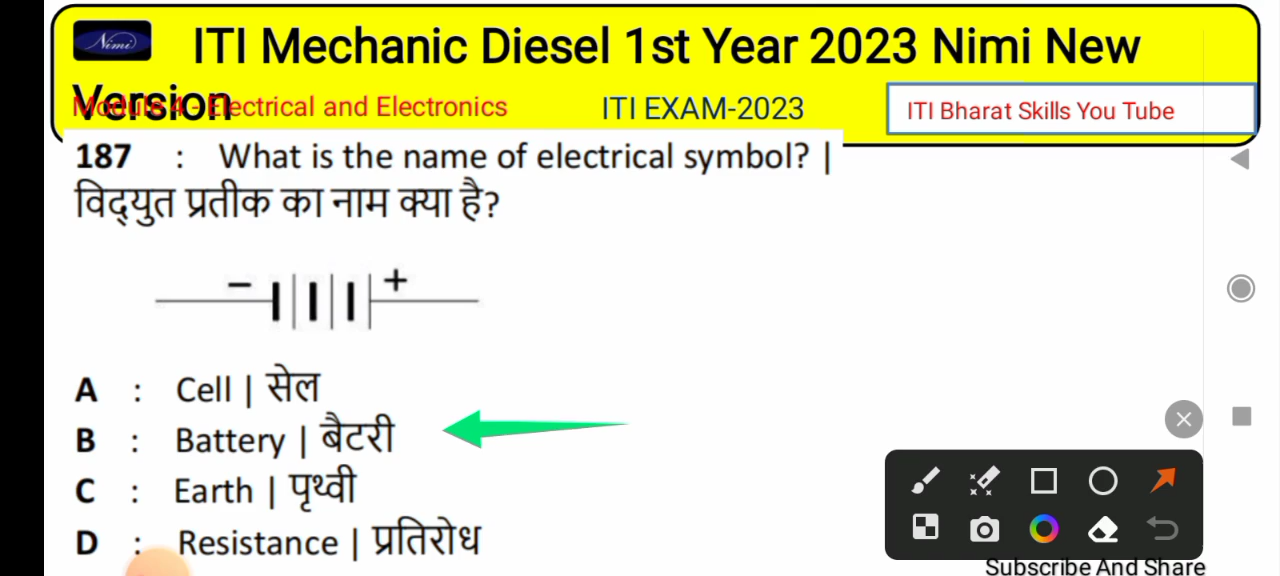 Nimi
ITI Mechanic Diesel 1st Year 2023 Nimi New
Version
Module 4 - Electrical and Electronics
ITI EXAM-2023
ITI Bharat Skills You Tube
187 : What is the name of electrical symbol? |
विद्युत प्रतीक का नाम क्या है?
− +
A : Cell | सेल
B : Battery | बैटरी
C : Earth | पृथ्वी
D : Resistance | प्रतिरोध
Subscribe And Share